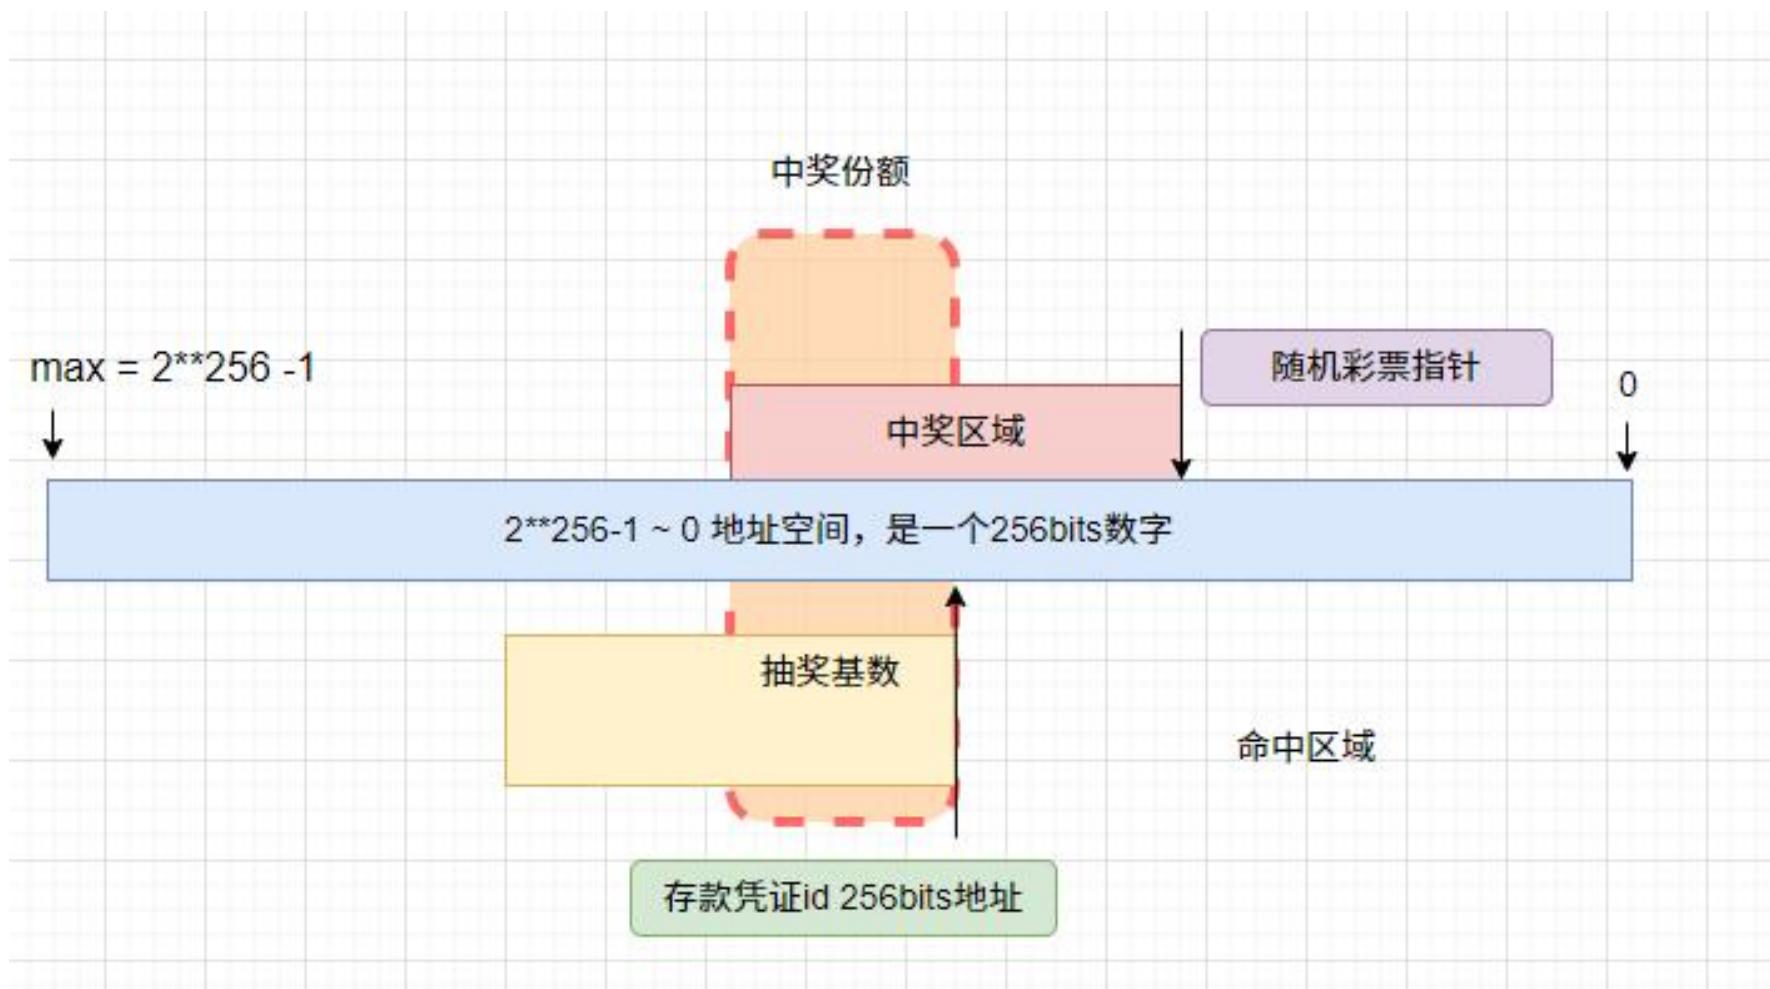 中奖份额
max = 2**256 -1
随机彩票指针
0
中奖区域
2**256-1 ~ 0 地址空间，是一个256bits数字
抽奖基数
命中区域
存款凭证id 256bits地址